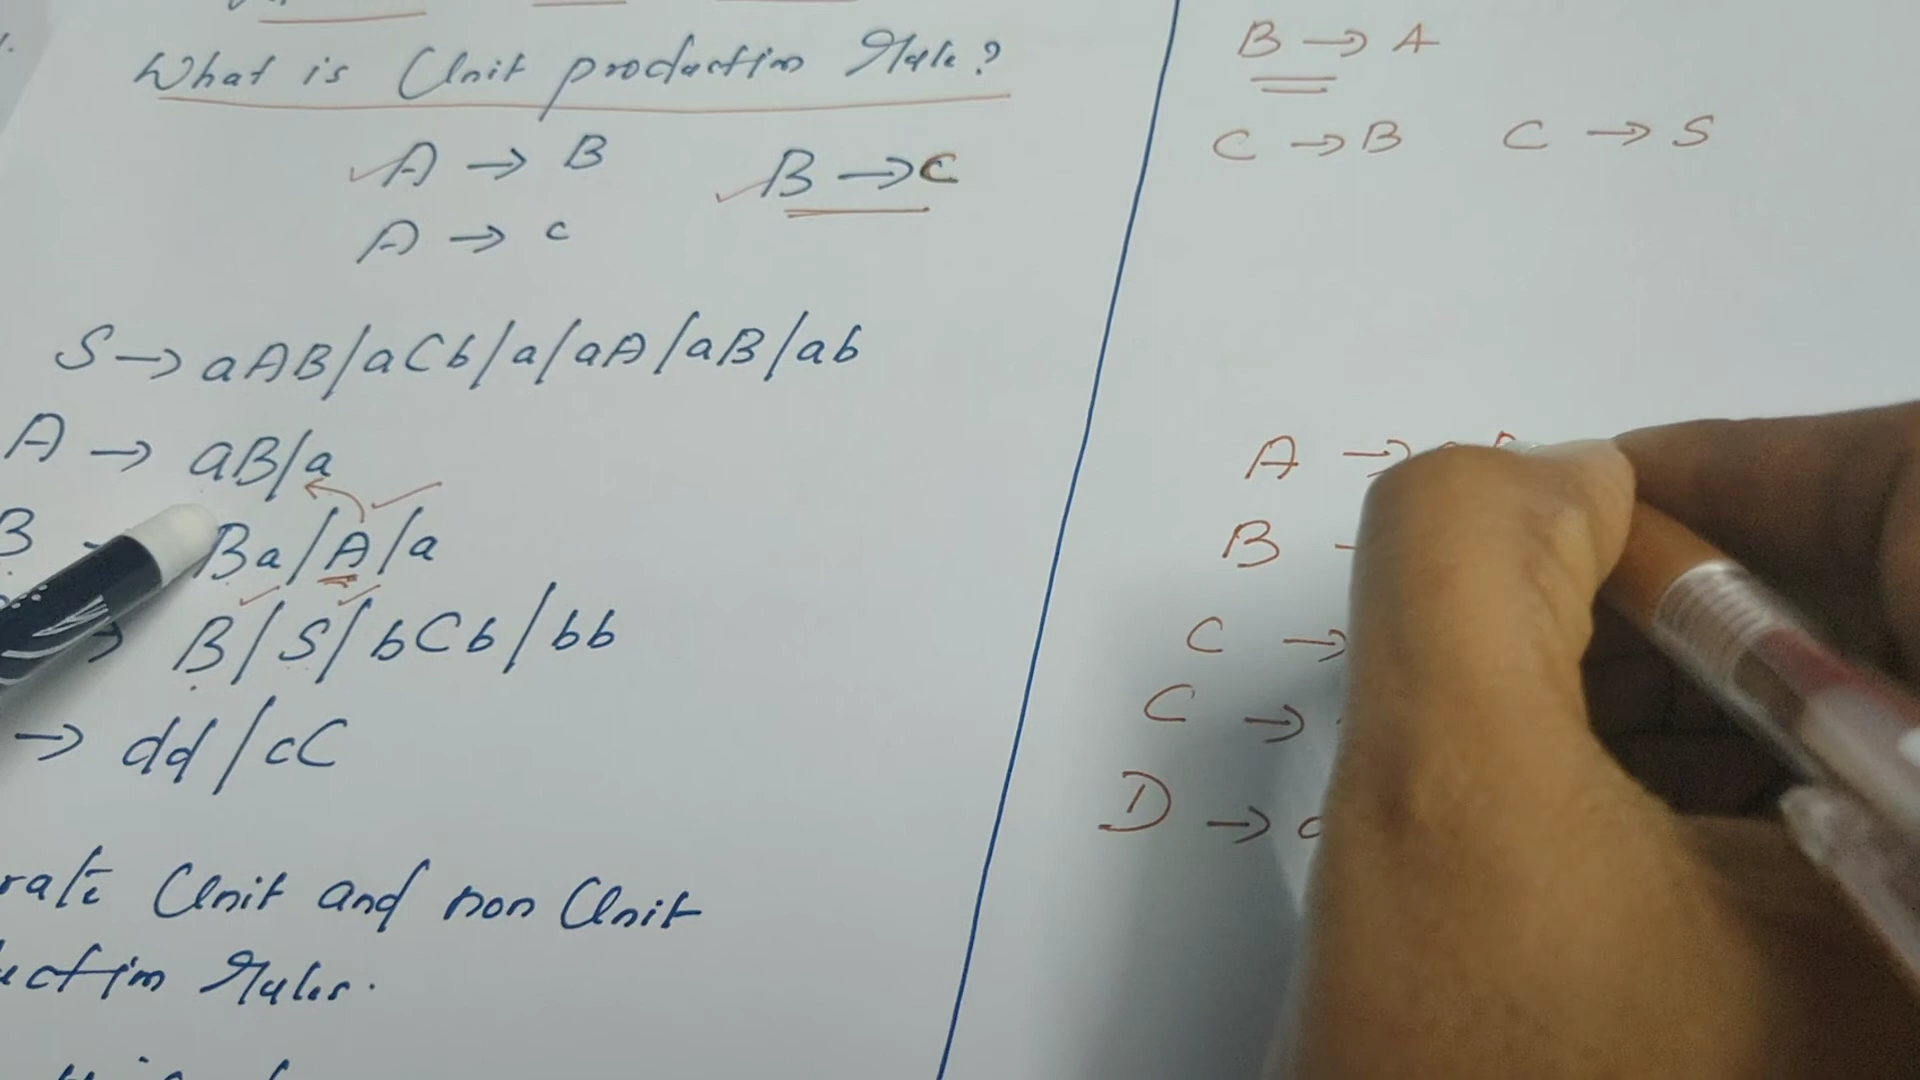 What is Unit production Rule?
A → B
B → C
A → c
S → aAB/aCb/a/aA/aB/ab
A → aB/a
B Ba/A/a
→ B/S/bCb/bb
→ dd/cC
rate Unit and non Unit
uction Rules.
B → A
C → B C → S
A →
B
C →
C →
D →